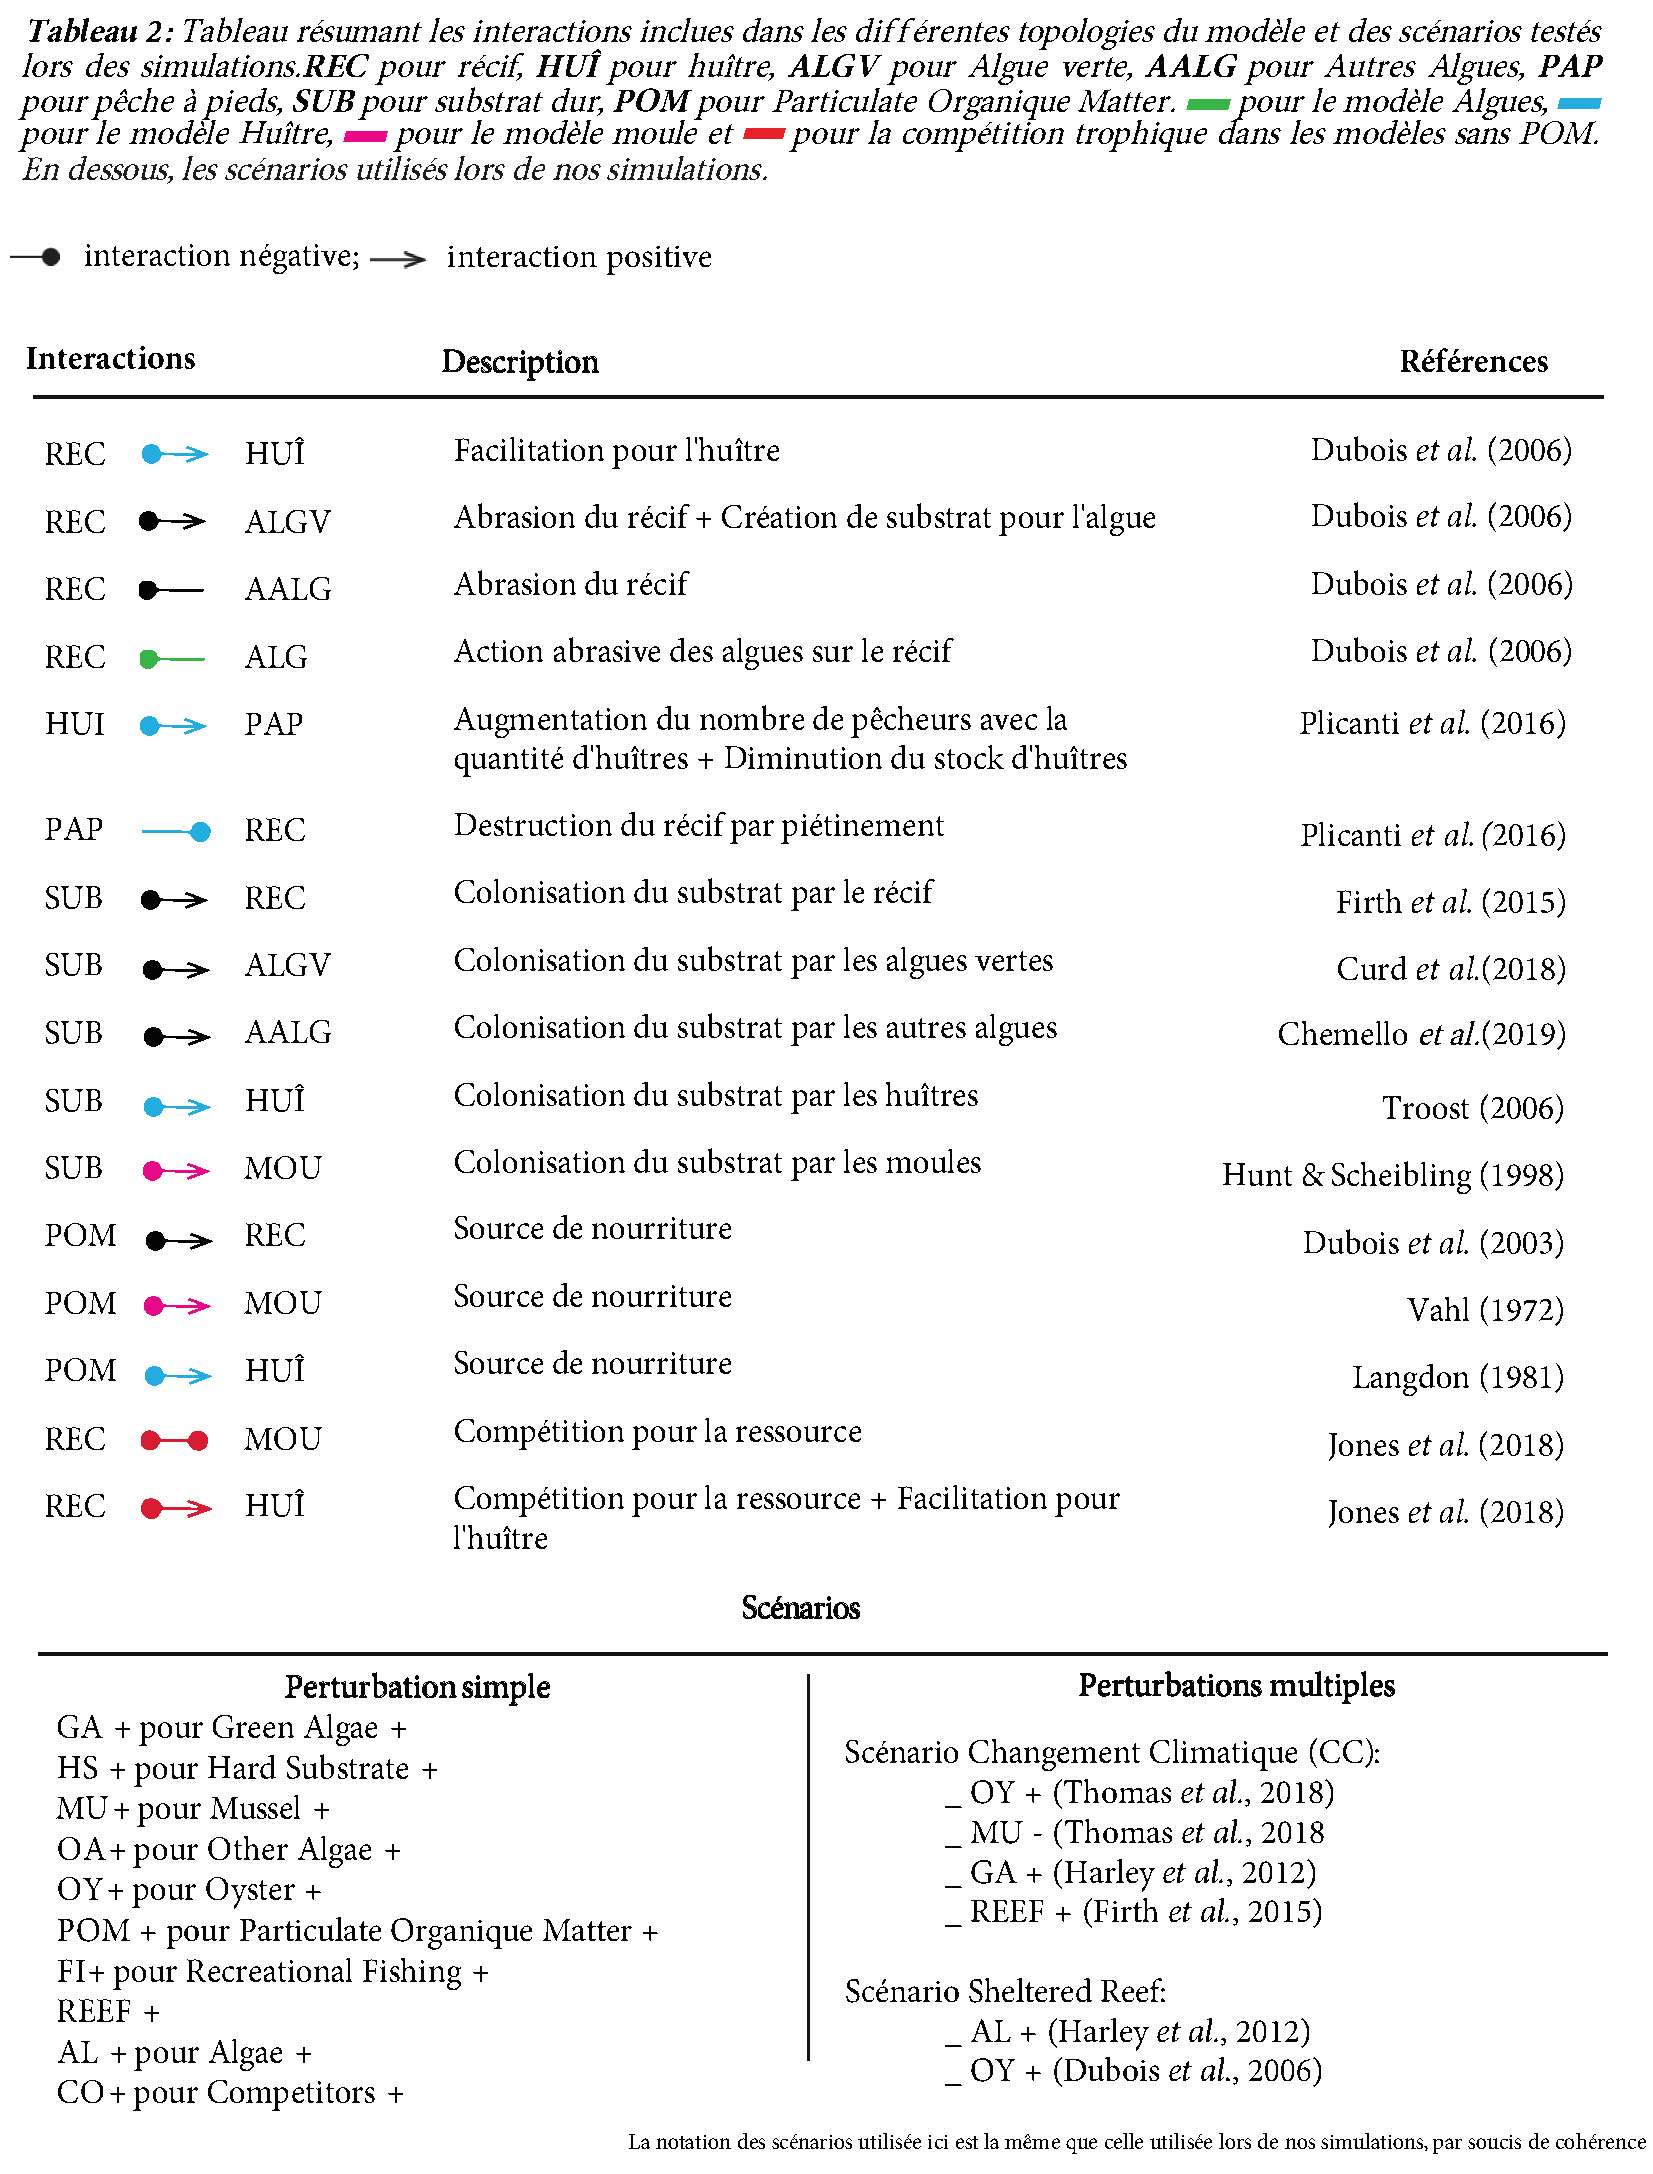 Tableau 2: Tableau résumant les interactions inclues dans les différentes topologies du modèle et des scénarios testés
lors des simulations.REC pour récif, HUÎ pour huître, ALGV pour Algue verte, AALG pour Autres Algues, PAP
pour pêche à pieds, SUB pour substrat dur, POM pour Particulate Organique Matter. pour le modèle Algues,
pour le modèle Huître, pour le modèle moule et pour la compétition trophique dans les modèles sans POM.
En dessous, les scénarios utilisés lors de nos simulations.
interaction négative; interaction positive
Interactions Description Références
REC HUÎ Facilitation pour l'huître Dubois et al. (2006)
REC ALGV Abrasion du récif + Création de substrat pour l'algue Dubois et al. (2006)
REC AALG Abrasion du récif Dubois et al. (2006)
REC ALG Action abrasive des algues sur le récif Dubois et al. (2006)
HUI PAP Augmentation du nombre de pêcheurs avec la Plicanti et al. (2016)
quantité d'huîtres + Diminution du stock d'huîtres
PAP REC Destruction du récif par piétinement Plicanti et al. (2016)
SUB REC Colonisation du substrat par le récif Firth et al. (2015)
SUB ALGV Colonisation du substrat par les algues vertes Curd et al.(2018)
SUB AALG Colonisation du substrat par les autres algues Chemello et al.(2019)
SUB HUÎ Colonisation du substrat par les huîtres Troost (2006)
SUB MOU Colonisation du substrat par les moules Hunt & Scheibling (1998)
POM REC Source de nourriture Dubois et al. (2003)
POM MOU Source de nourriture Vahl (1972)
POM HUÎ Source de nourriture Langdon (1981)
REC MOU Compétition pour la ressource Jones et al. (2018)
REC HUÎ Compétition pour la ressource + Facilitation pour Jones et al. (2018)
l'huître
Scénarios
Perturbation simple
GA + pour Green Algae +
HS + pour Hard Substrate +
MU+ pour Mussel +
OA+ pour Other Algae +
OY+ pour Oyster +
POM + pour Particulate Organique Matter +
FI+ pour Recreational Fishing +
REEF +
AL + pour Algae +
CO+ pour Competitors +
Perturbations multiples
Scénario Changement Climatique (CC):
_ OY + (Thomas et al., 2018)
_ MU - (Thomas et al., 2018
_ GA + (Harley et al., 2012)
_ REEF + (Firth et al., 2015)
Scénario Sheltered Reef:
_ AL + (Harley et al., 2012)
_ OY + (Dubois et al., 2006)
La notation des scénarios utilisée ici est la même que celle utilisée lors de nos simulations, par soucis de cohérence